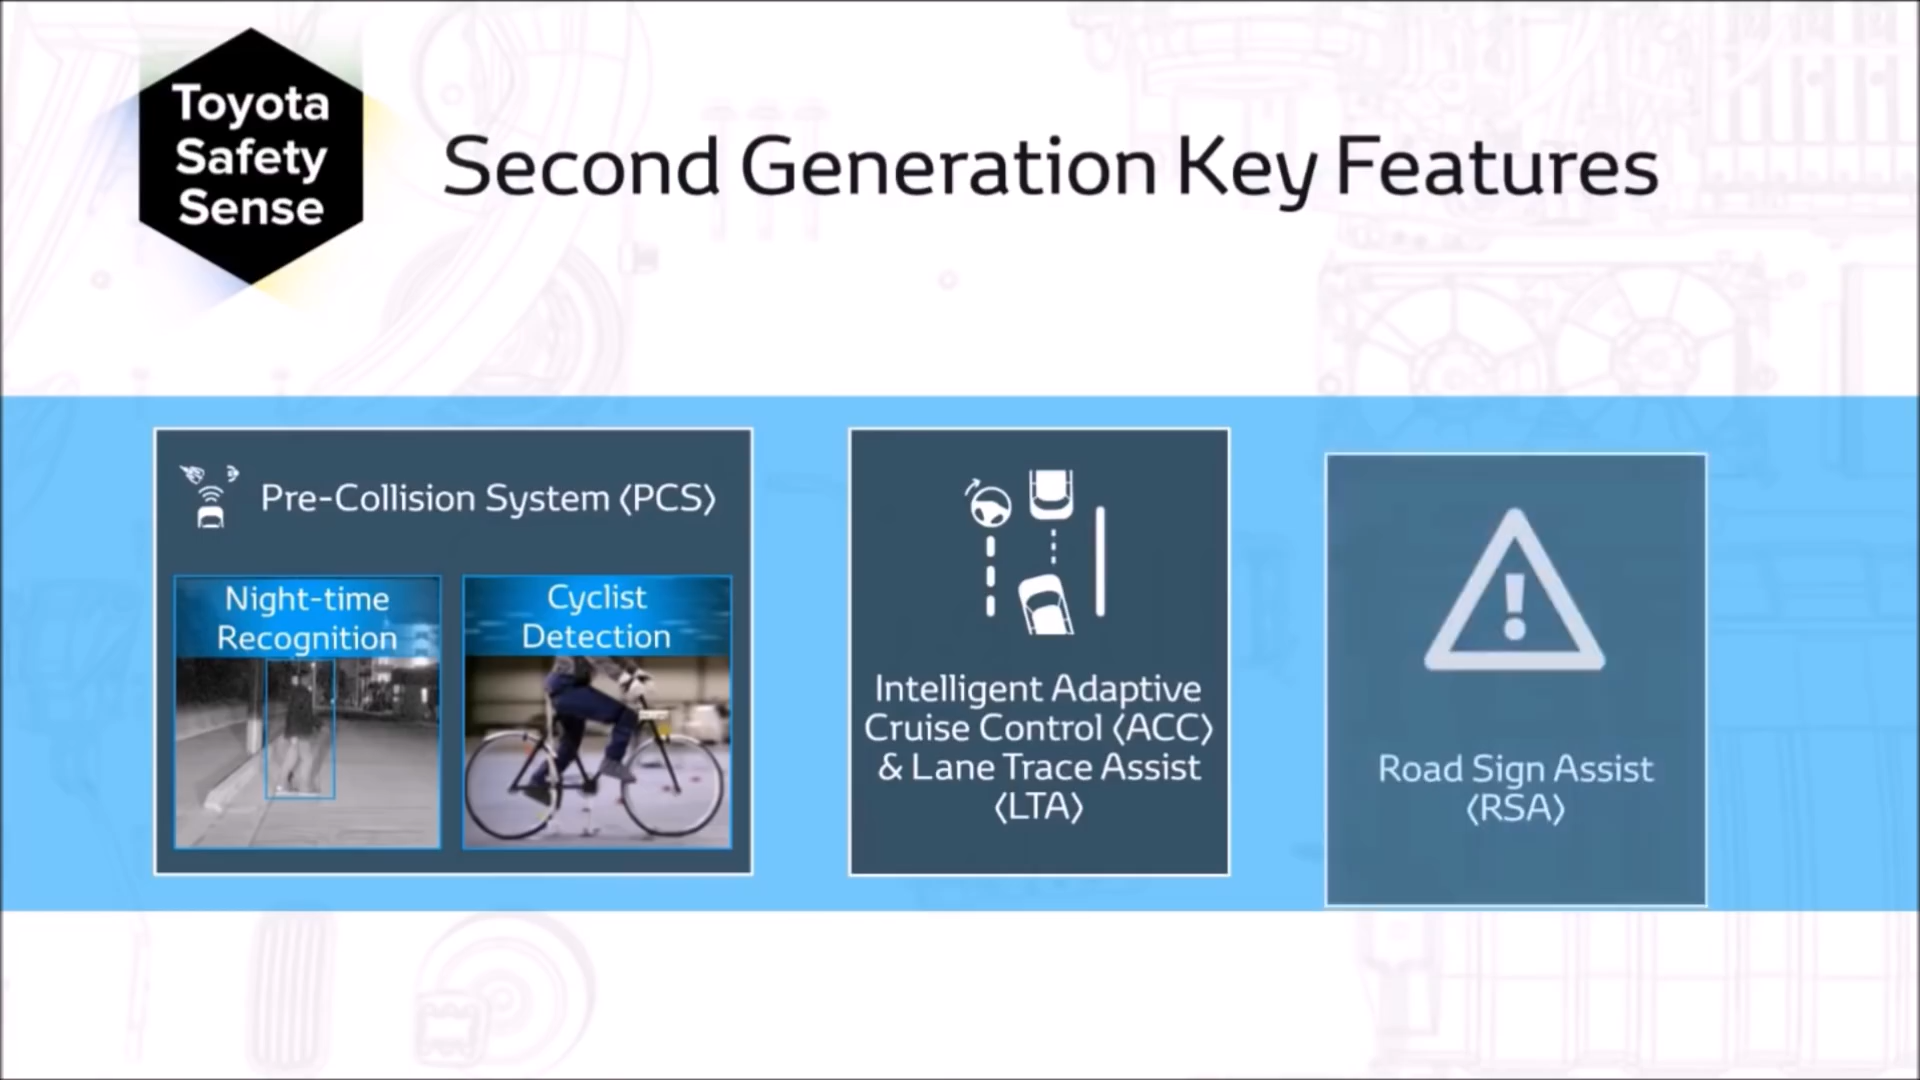 Toyota
Safety
Sense
Second Generation Key Features
Pre-Collision System (PCS)
Night-time
Recognition
Cyclist
Detection
Intelligent Adaptive
Cruise Control (ACC)
& Lane Trace Assist
(LTA)
Road Sign Assist
(RSA)